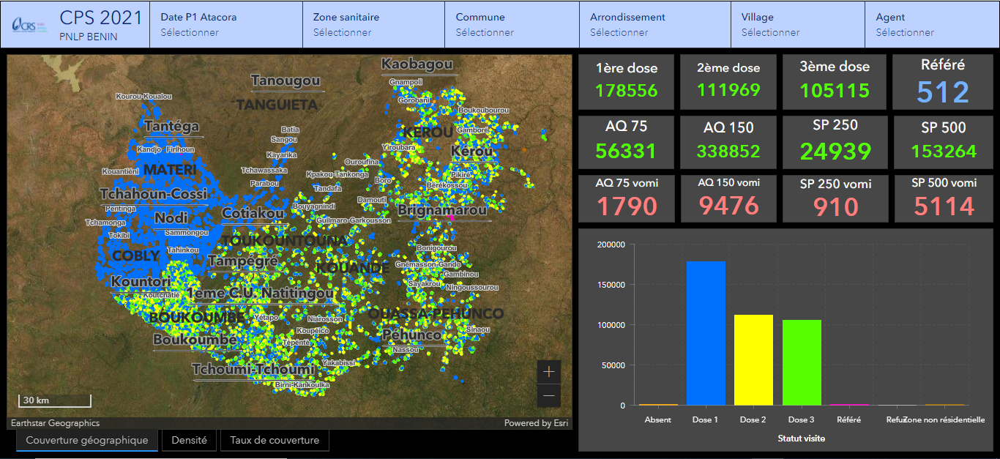 CRS
CPS 2021
PNLP BENIN
Date P1 Atacora
Sélectionner
Zone sanitaire
Sélectionner
Commune
Sélectionner
Arrondissement
Sélectionner
Village
Sélectionner
Agent
Sélectionner
Kaobagou
Gnampoli
Tanougou
Gorobani
Kourou-Koualou
TANGUIETA
Boukoubourou
Tantéga
Batia
Sangou
KEROU
Gamboré
Kandjo
Firihoun
Kayarika
Yiroubara
Kérou
Kouantiéni
MATERI
Tchawassaka
Ouroufina
Kpakou-Tankonga
Pikiré
Parabou
Boro
Bérékossou
Tchahoun-Cossi
Tandafa
Damouti
Pentinga
Bouyagnindi
Nodi
Cotiakou
Brignamarou
Tchamonga
Guilmaro-Garkousson
Tokibi
Sammongou
TOUKOUNTOUNA
Tahinkou
Bonigourou
COBLY
Tampégré
KOUANDE
Gnémasson-Gando
Gambinou
Kountori
Sayakrou
Ningoussourou
Koutchatié
1eme C.U. Natitingou
BOUKOUMBE
Yétapo
Niarosson
OUASSA-PEHUNCO
Koupéico
Sinaou
Boukoumbé
Tèpéntè
Péhunco
Nassou
Yakabissi
Tchoumi-Tchoumi
Birni-Kankoulka
30 km
Earthstar Geographics
Powered by Esri
Couverture géographique
Densité
Taux de couverture
1ère dose
178556
2ème dose
111969
3ème dose
105115
Référé
512
AQ 75
56331
AQ 150
338852
SP 250
24939
SP 500
153264
AQ 75 vomi
1790
AQ 150 vomi
9476
SP 250 vomi
910
SP 500 vomi
5114
200000
150000
100000
50000
0
Absent
Dose 1
Dose 2
Dose 3
Référé
Refus
Zone non résidentielle
Statut visite